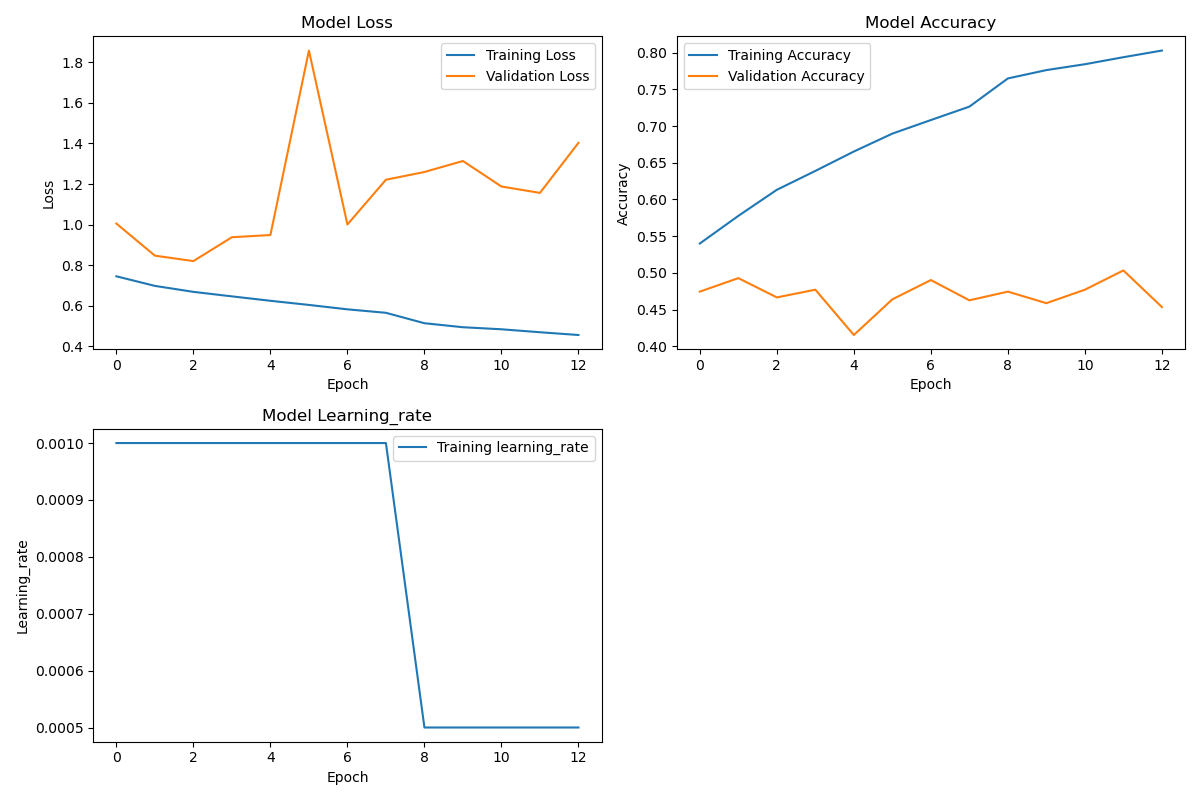 Model Loss
Training Loss
Validation Loss
1.8
1.6
1.4
1.2
1.0
0.8
0.6
0.4
Loss
0 2 4 6 8 10 12
Epoch
Model Accuracy
Training Accuracy
Validation Accuracy
0.80
0.75
0.70
0.65
0.60
0.55
0.50
0.45
0.40
Accuracy
0 2 4 6 8 10 12
Epoch
Model Learning_rate
Training learning_rate
0.0010
0.0009
0.0008
0.0007
0.0006
0.0005
Learning_rate
0 2 4 6 8 10 12
Epoch